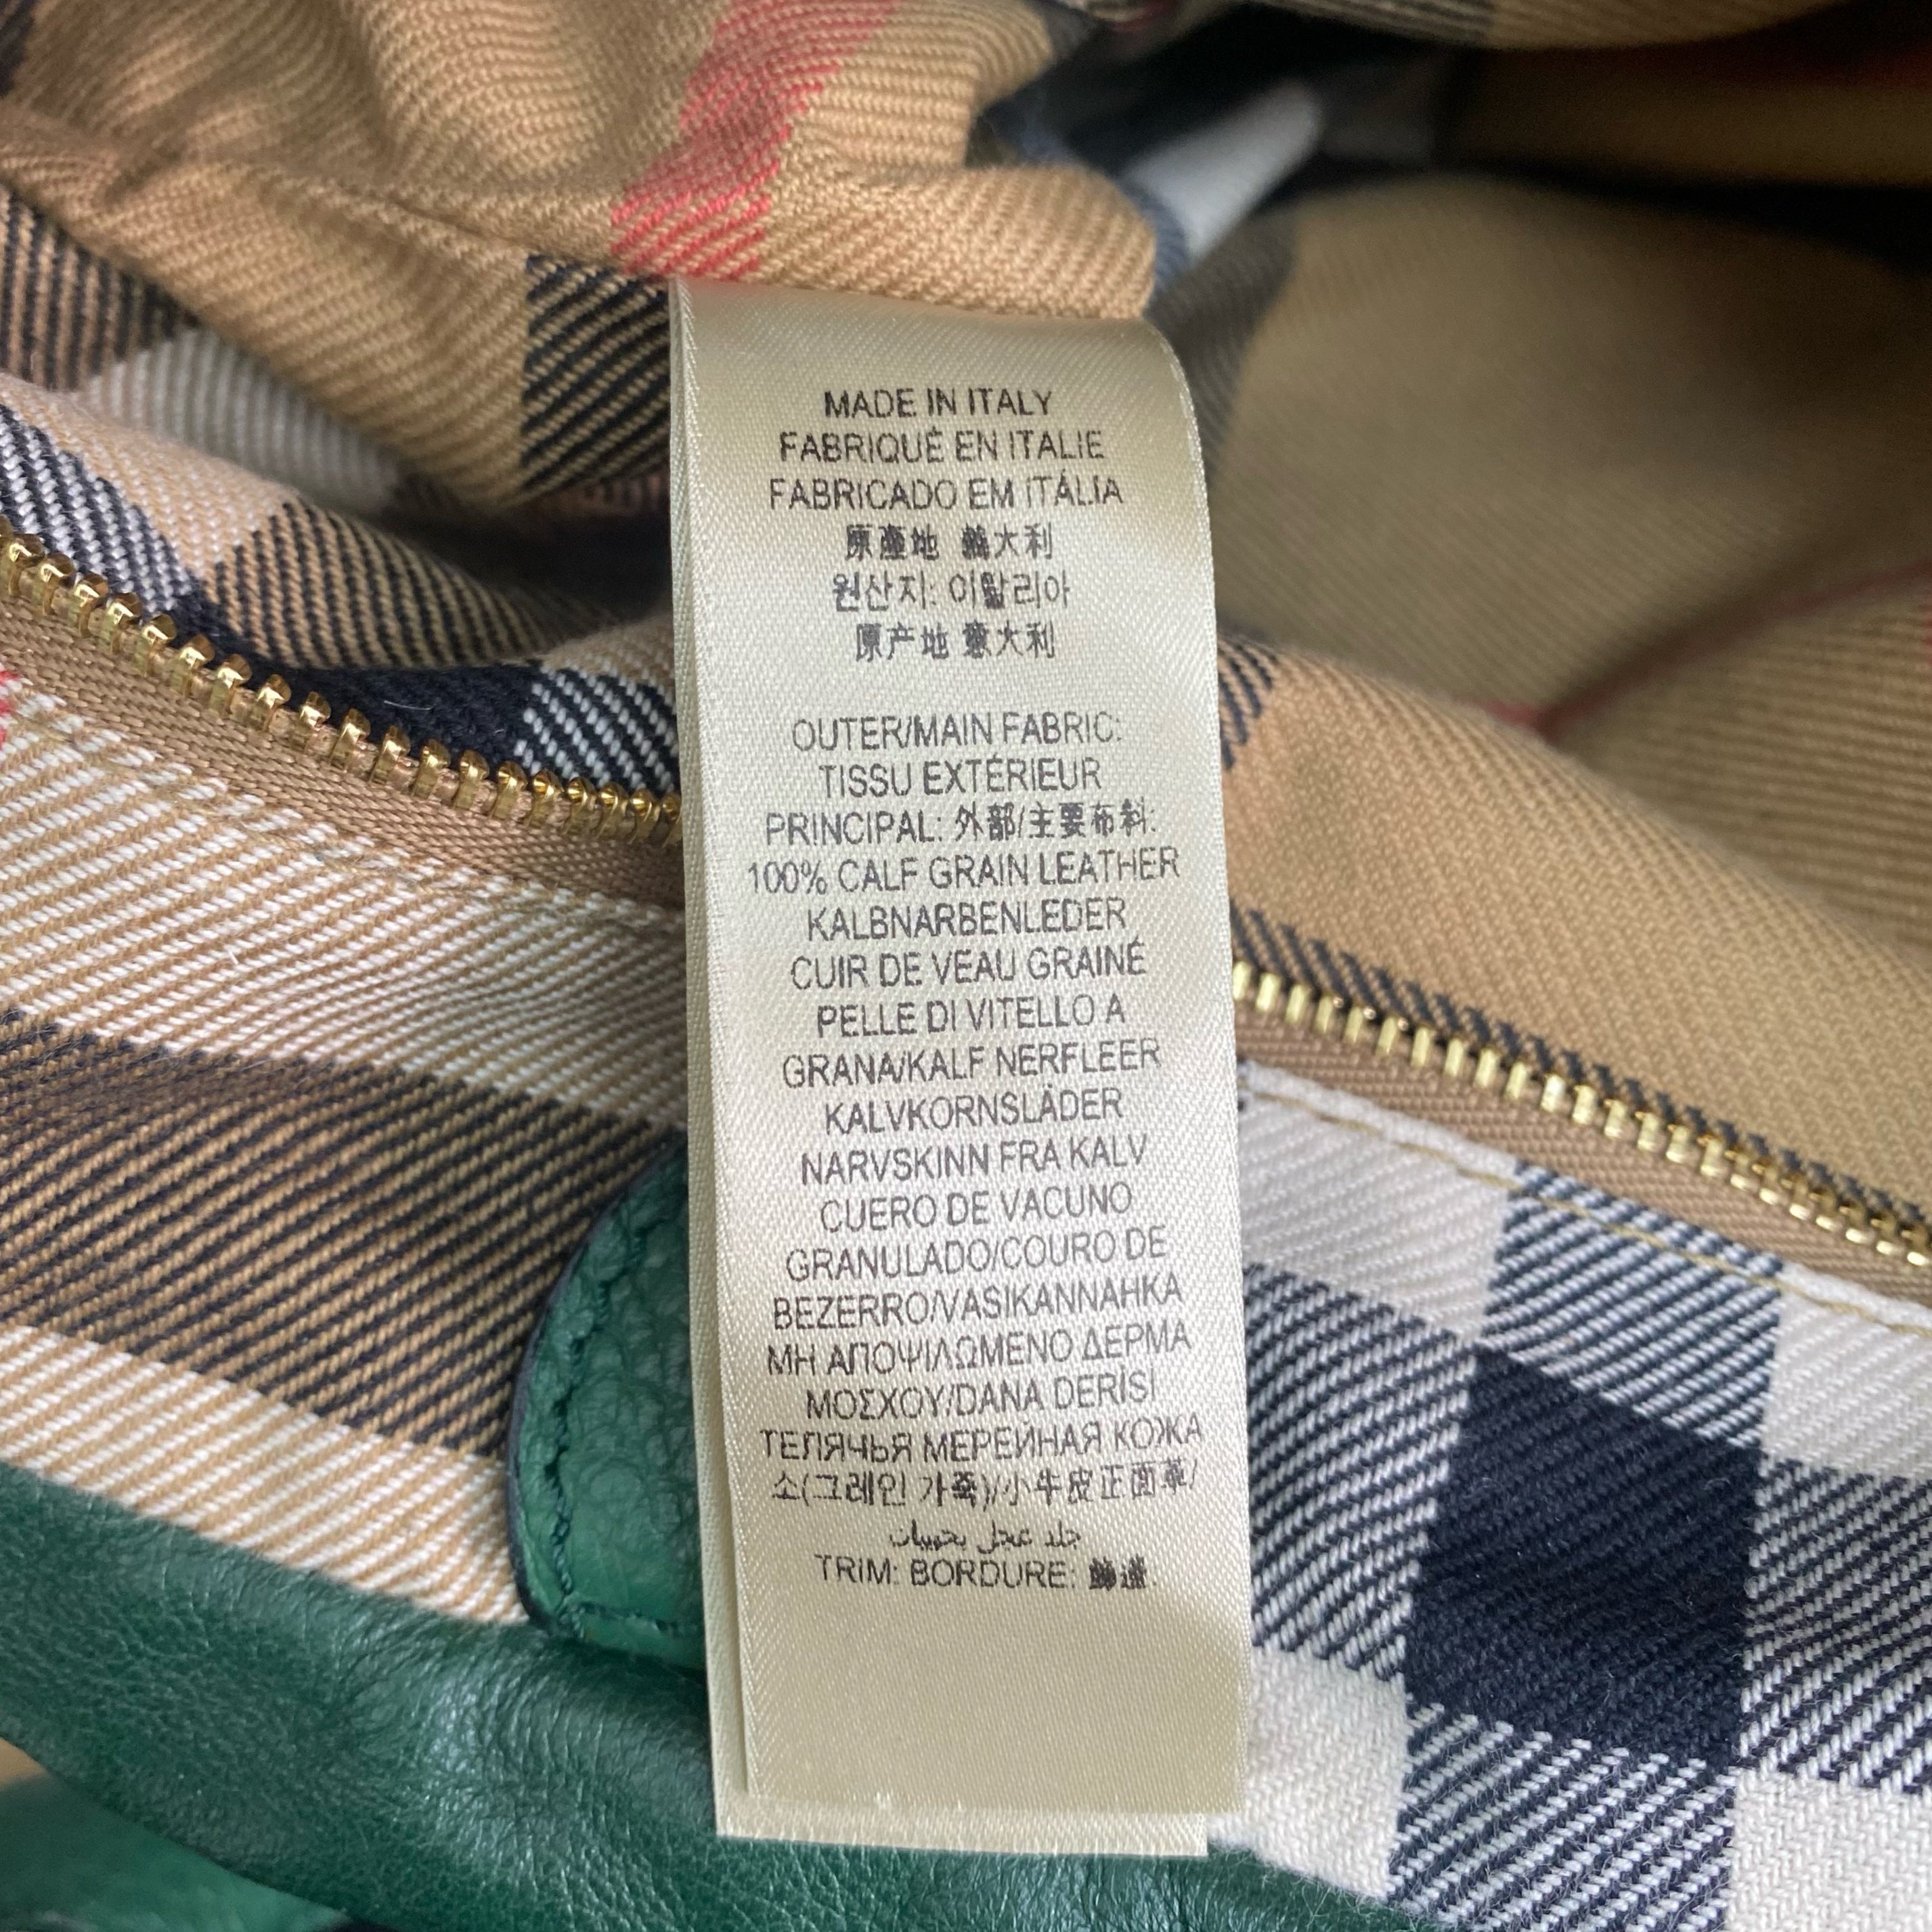 MADE IN ITALY
FABRIQUÉ EN ITALIE
FABRICADO EM ITÁLIA
原產地 義大利
원산지: 이탈리아
原产地 意大利
OUTER/MAIN FABRIC:
TISSU EXTÉRIEUR
PRINCIPAL: 外部/主要布料:
100% CALF GRAIN LEATHER
KALBNARBENLEDER
CUIR DE VEAU GRAINÉ
PELLE DI VITELLO A
GRANA/KALF NERFLEER
KALVKORNSLÄDER
NARVSKINN FRA KALV
CUERO DE VACUNO
GRANULADO/COURO DE
BEZERRO/VASIKANNAHKA
ΜΗ ΑΠΟΨΙΛΩΜΕΝΟ ΔΕΡΜΑ
ΜΟΣΧΟΥ/DANA DERİSİ
ТЕЛЯЧЬЯ МЕРЕЙНАЯ КОЖА
소(그레인 가죽)/小牛皮正面革/
جلد عجل بحبيبات
TRIM: BORDURE: